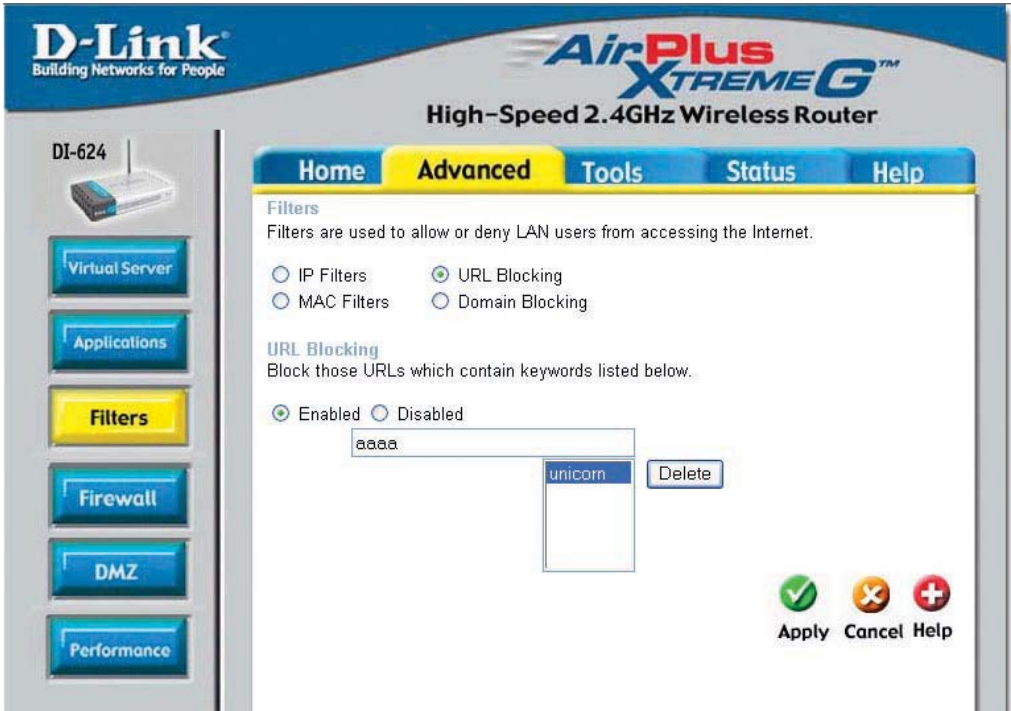 D-Link
Building Networks for People
AirPlus
XTREME G™
High-Speed 2.4GHz Wireless Router
DI-624
Home Advanced Tools Status Help
Virtual Server
Applications
Filters
Firewall
DMZ
Performance
Filters
Filters are used to allow or deny LAN users from accessing the Internet.
IP Filters URL Blocking
MAC Filters Domain Blocking
URL Blocking
Block those URLs which contain keywords listed below.
Enabled Disabled
aaaa
unicorn Delete
Apply Cancel Help